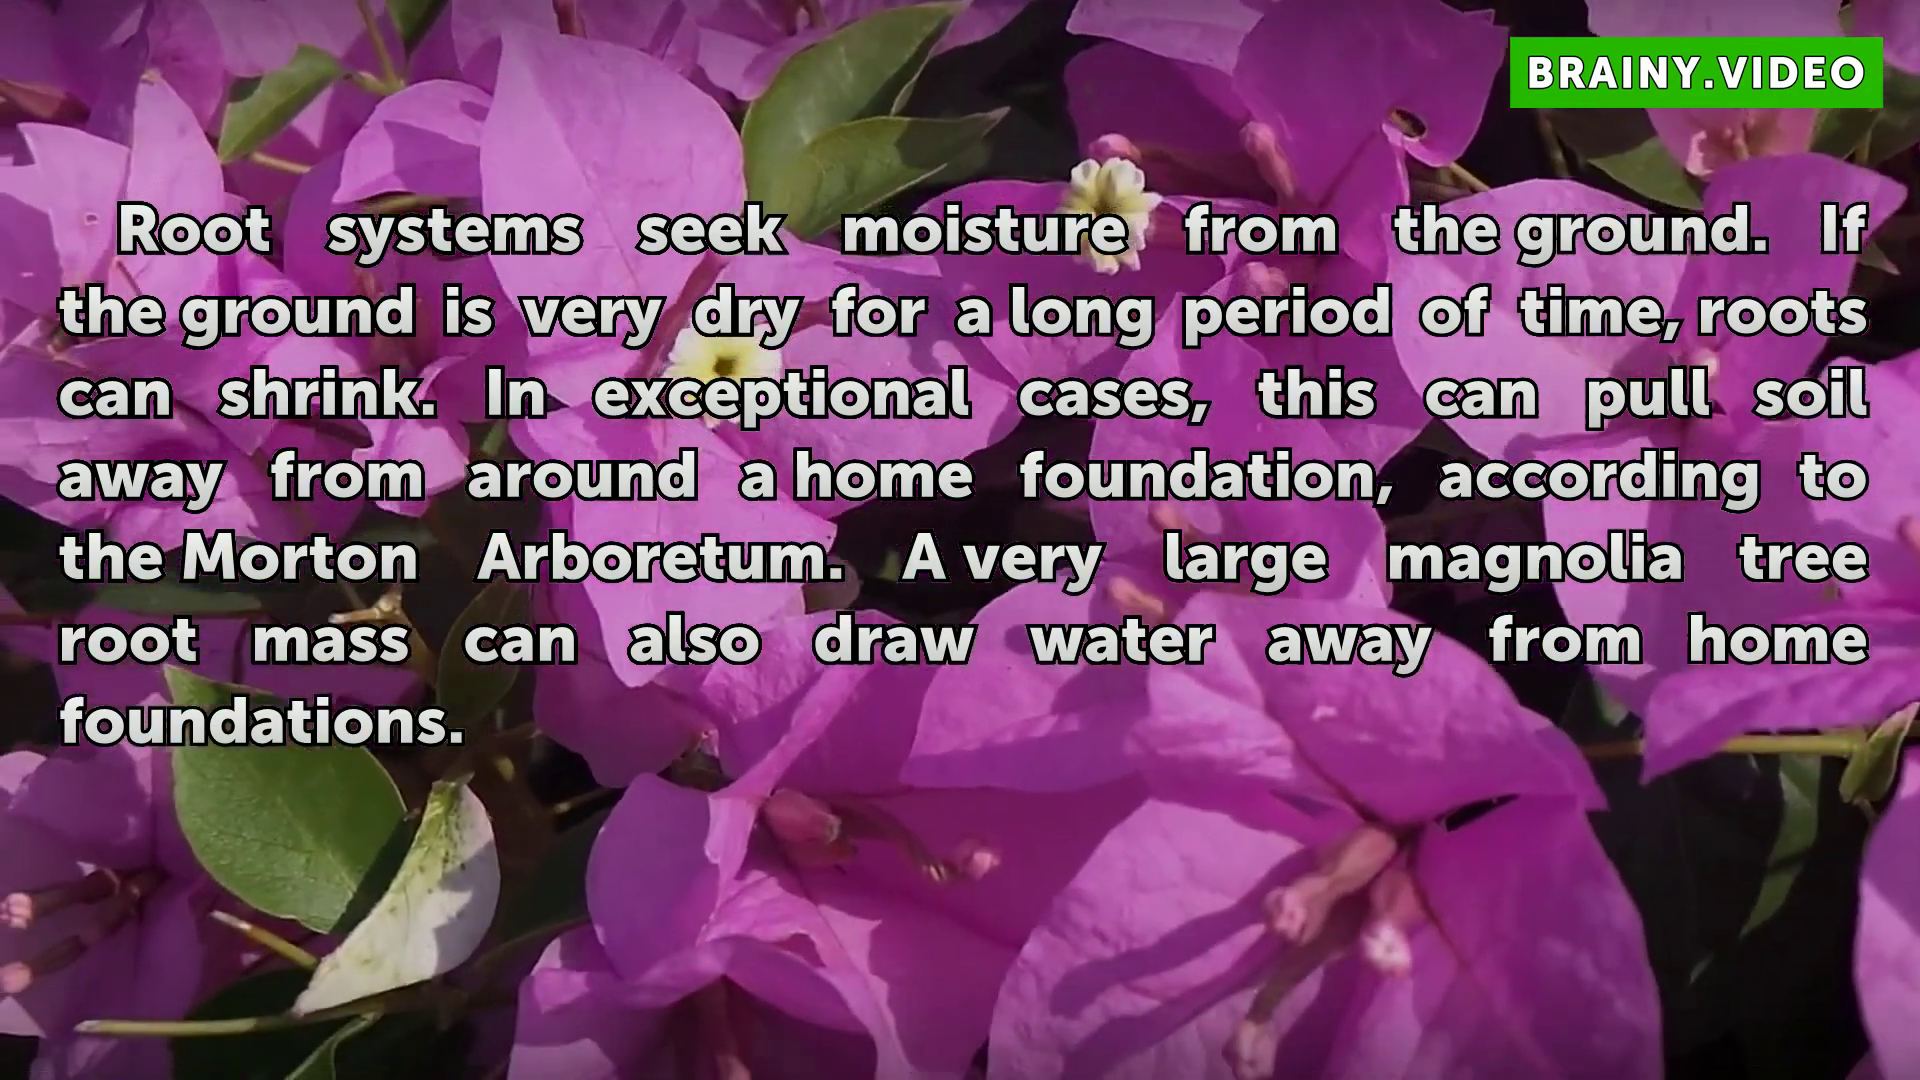 BRAINY.VIDEO
Root systems seek moisture from the ground. If
the ground is very dry for a long period of time, roots
can shrink. In exceptional cases, this can pull soil
away from around a home foundation, according to
the Morton Arboretum. A very large magnolia tree
root mass can also draw water away from home
foundations.